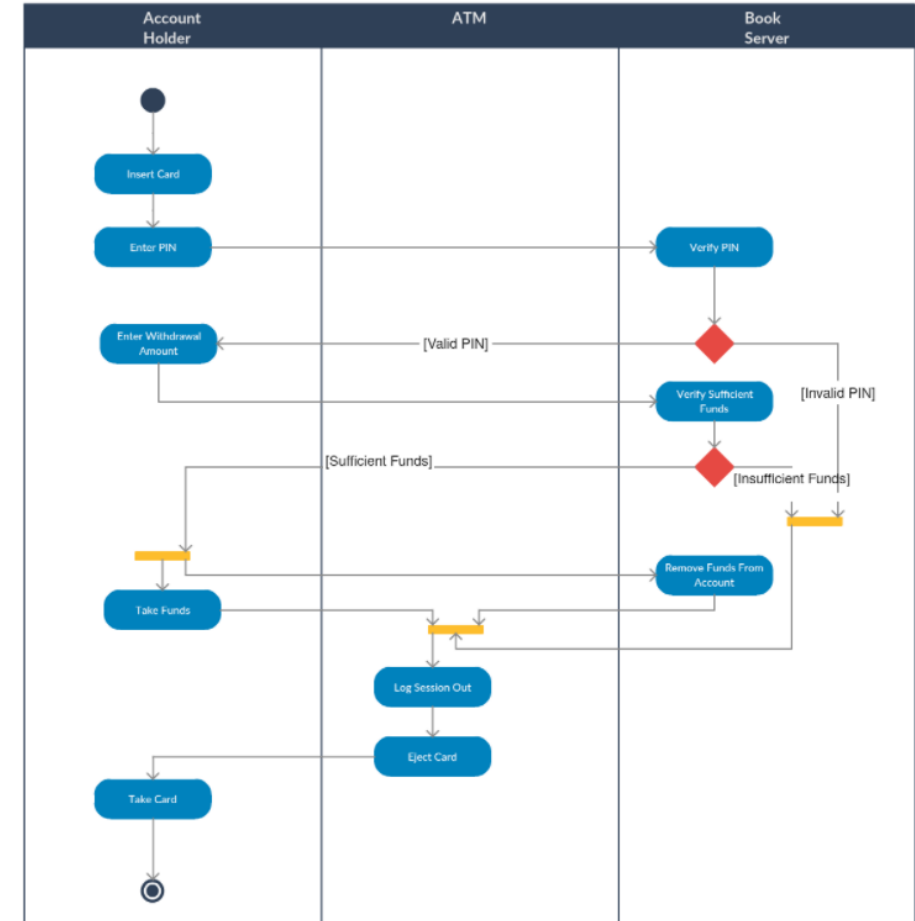 Account
Holder
ATM
Book
Server
Insert Card
Enter PIN
Verify PIN
Enter Withdrawal
Amount
[Valid PIN]
Verify Sufficient
Funds
[Invalid PIN]
[Sufficient Funds]
[Insufficient Funds]
Remove Funds From
Account
Take Funds
Log Session Out
Eject Card
Take Card